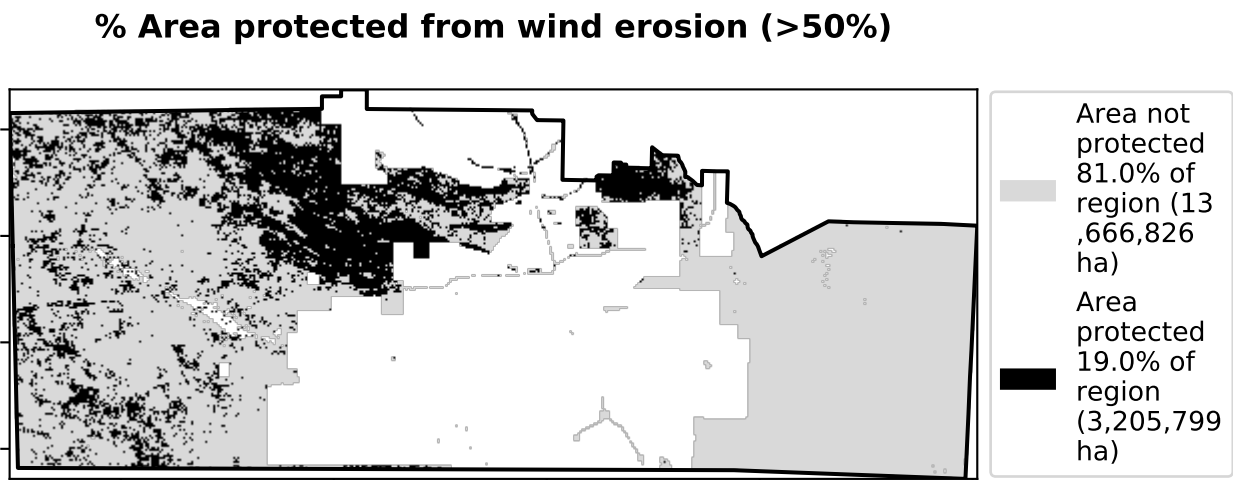 % Area protected from wind erosion (>50%)
Area not
protected
81.0% of
region (13
,666,826
ha)
Area
protected
19.0% of
region
(3,205,799
ha)